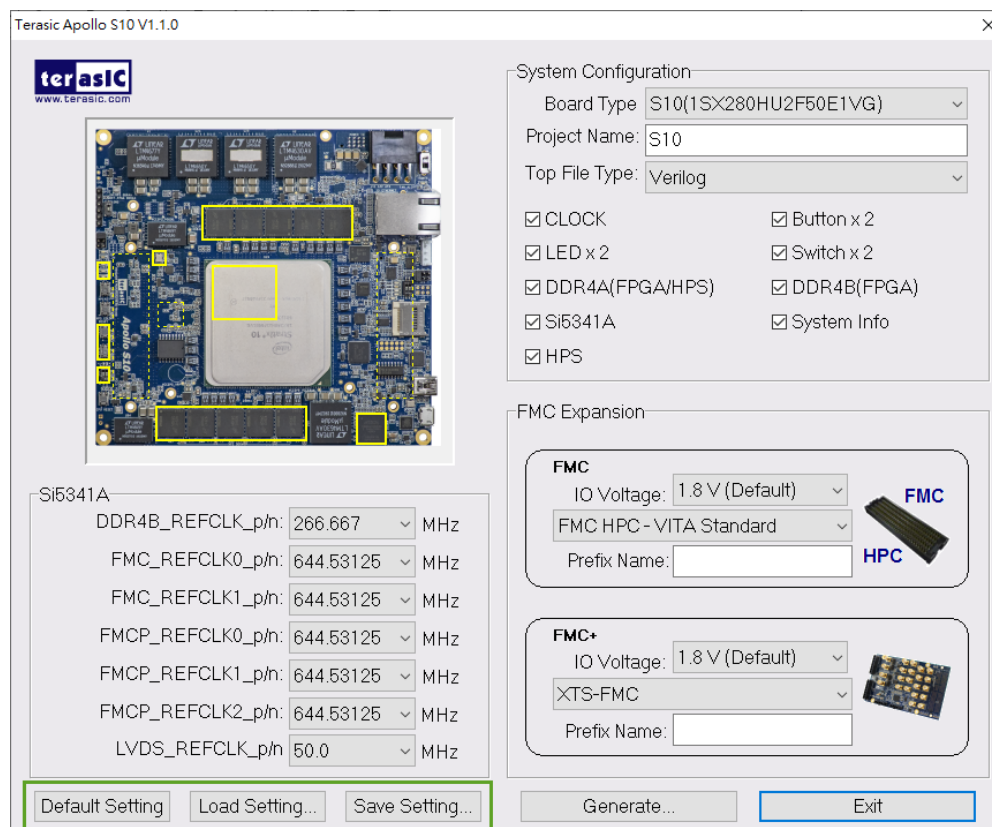 Terasic Apollo S10 V1.1.0
terasIC
www.terasic.com
Apollo S10
System Configuration
Board Type S10(1SX280HU2F50E1VG)
Project Name: S10
Top File Type: Verilog
CLOCK Button x 2
LED x 2 Switch x 2
DDR4A(FPGA/HPS) DDR4B(FPGA)
Si5341A System Info
HPS
FMC Expansion
FMC
IO Voltage: 1.8 V (Default)
FMC HPC - VITA Standard
Prefix Name:
FMC
HPC
FMC+
IO Voltage: 1.8 V (Default)
XTS-FMC
Prefix Name:
Si5341A
DDR4B_REFCLK_p/n: 266.667 MHz
FMC_REFCLK0_p/n: 644.53125 MHz
FMC_REFCLK1_p/n: 644.53125 MHz
FMCP_REFCLK0_p/n: 644.53125 MHz
FMCP_REFCLK1_p/n: 644.53125 MHz
FMCP_REFCLK2_p/n: 644.53125 MHz
LVDS_REFCLK_p/n 50.0 MHz
Default Setting Load Setting... Save Setting... Generate... Exit